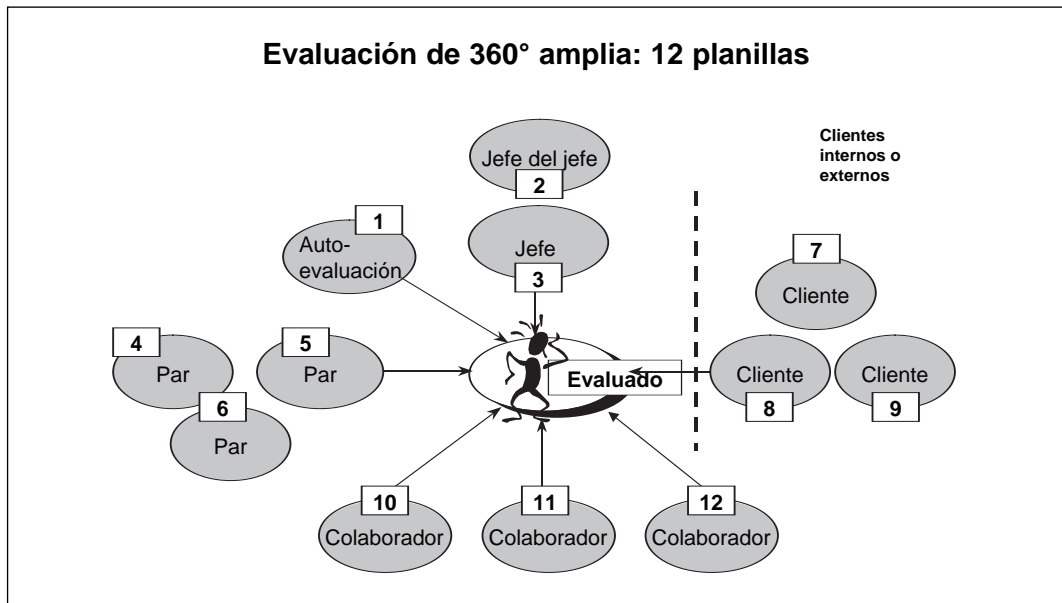 Evaluación de 360° amplia: 12 planillas
Clientes
internos o
externos
Jefe del jefe
2
1
Auto-
evaluación
Jefe
3
7
Cliente
4
Par
5
Par
6
Par
Evaluado
Cliente
8
Cliente
9
10
Colaborador
11
Colaborador
12
Colaborador